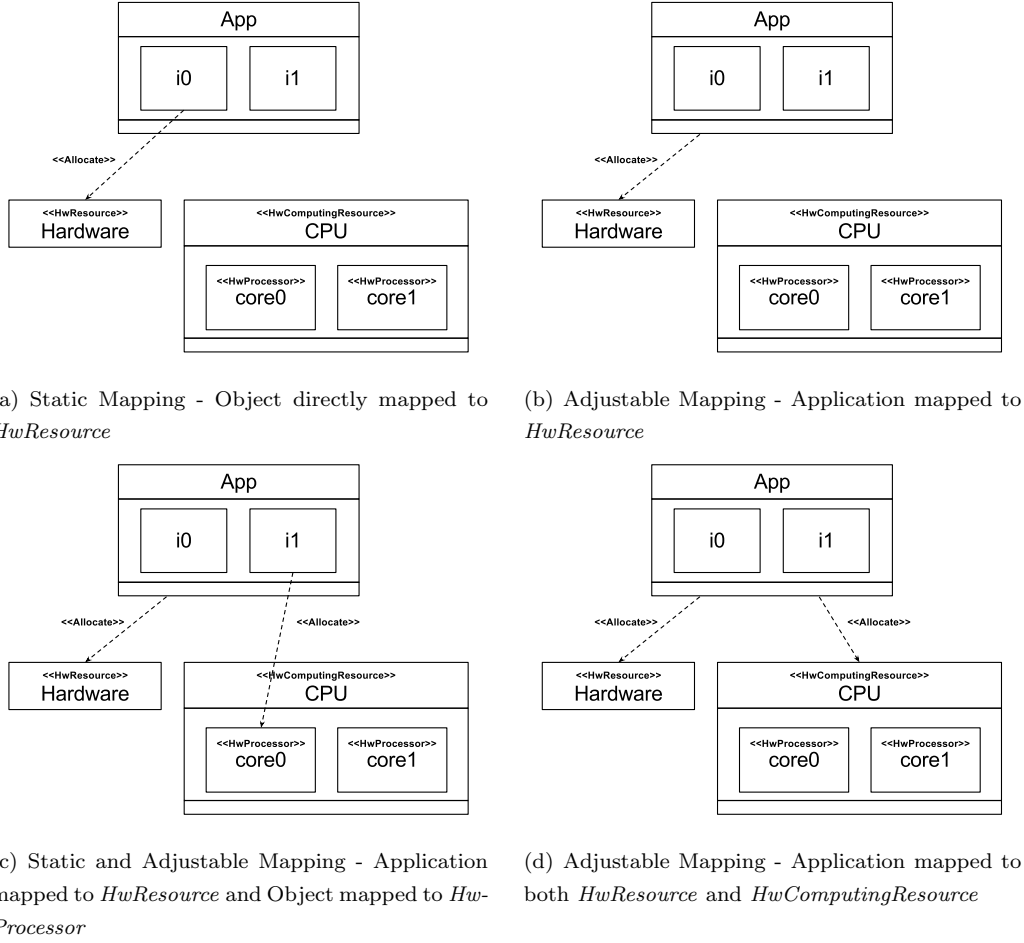 App
App
i0
i1
i0
i1
<<Allocate>>
<<Allocate>>
<<HwResource>>
Hardware
<<HwComputingResource>>
CPU
<<HwProcessor>>
core0
<<HwProcessor>>
core1
<<HwResource>>
Hardware
<<HwComputingResource>>
CPU
<<HwProcessor>>
core0
<<HwProcessor>>
core1
a) Static Mapping - Object directly mapped to
HwResource
(b) Adjustable Mapping - Application mapped to
HwResource
App
App
i0
i1
i0
i1
<<Allocate>>
<<Allocate>>
<<Allocate>>
<<Allocate>>
<<HwResource>>
Hardware
<<HwComputingResource>>
CPU
<<HwProcessor>>
core0
<<HwProcessor>>
core1
<<HwResource>>
Hardware
<<HwComputingResource>>
CPU
<<HwProcessor>>
core0
<<HwProcessor>>
core1
c) Static and Adjustable Mapping - Application
mapped to HwResource and Object mapped to Hw-
Processor
(d) Adjustable Mapping - Application mapped to
both HwResource and HwComputingResource